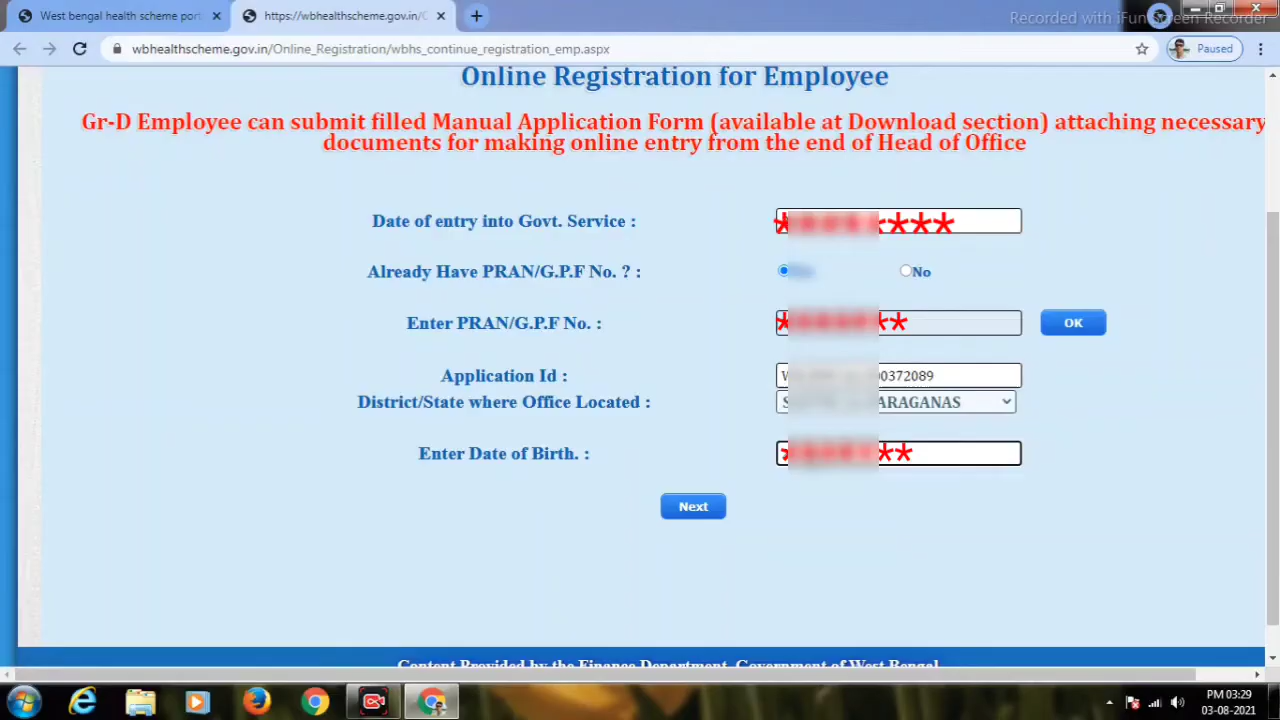 West bengal health scheme port
https://wbhealthscheme.gov.in/
Recorded with iFun Screen Recorder
wbhealthscheme.gov.in/Online_Registration/wbhs_continue_registration_emp.aspx
Paused
Online Registration for Employee
Gr-D Employee can submit filled Manual Application Form (available at Download section) attaching necessary
documents for making online entry from the end of Head of Office
Date of entry into Govt. Service :
Already Have PRAN/G.P.F No. ? :
No
Enter PRAN/G.P.F No. :
OK
Application Id :
00372089
District/State where Office Located :
ARAGANAS
Enter Date of Birth. :
Next
Content Provided by the Finance Department, Government of West Bengal
PM 03:29
03-08-2021